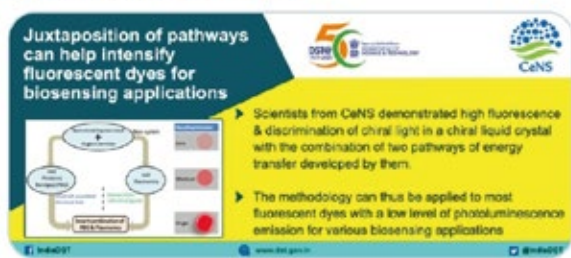 Juxtaposition of pathways
can help intensify
fluorescent dyes for
biosensing applications
CeNS
Scientists from CeNS demonstrated high fluorescence
& discrimination of chiral light in a chiral liquid crystal
with the combination of two pathways of energy
transfer developed by them.
The methodology can thus be applied to most
fluorescent dyes with a low level of photoluminescence
emission for various biosensing applications
IndiaDST
www.dst.gov.in
@IndiaDST